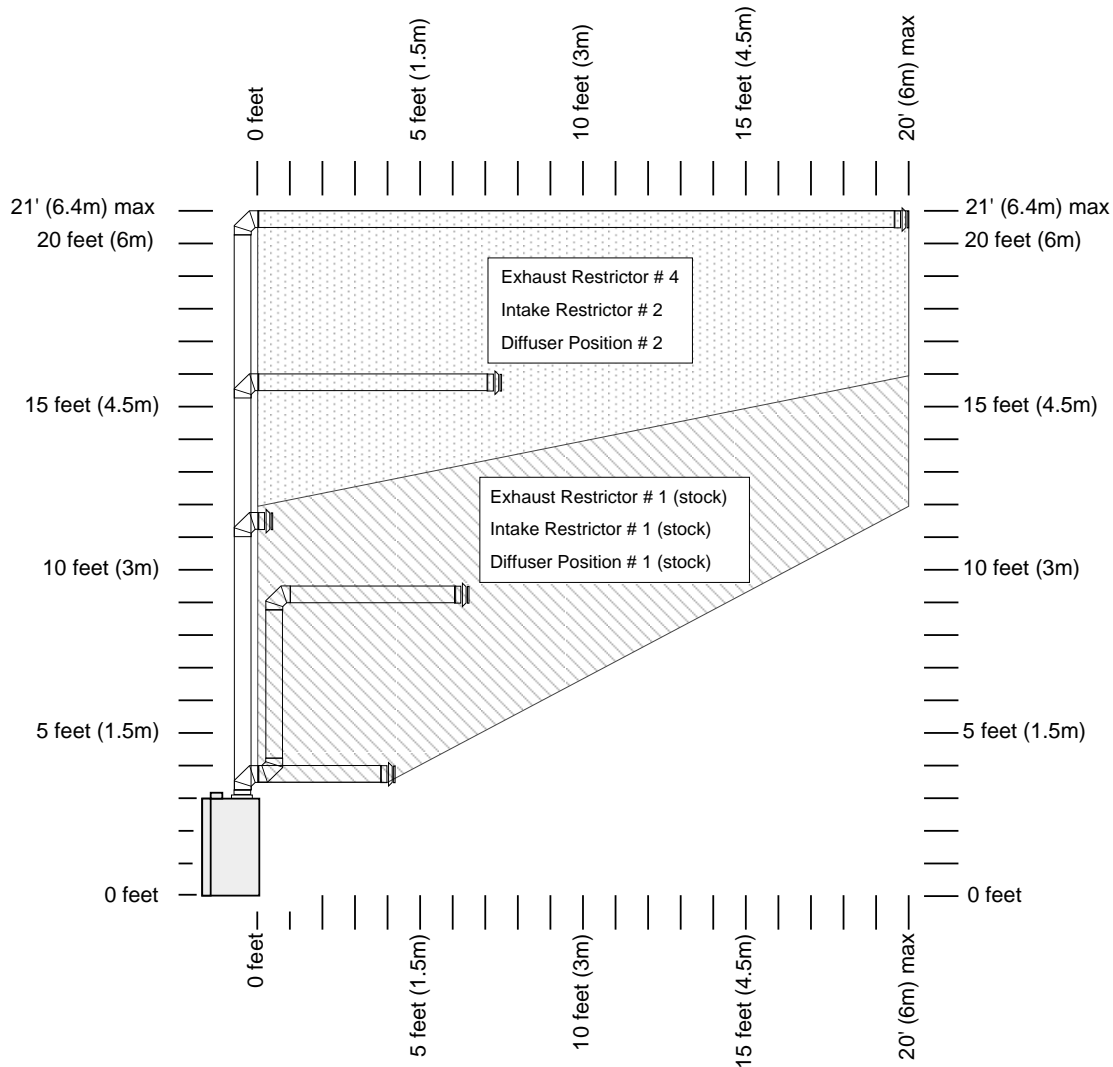 0 feet
5 feet (1.5m)
10 feet (3m)
15 feet (4.5m)
20' (6m) max
21' (6.4m) max
21' (6.4m) max
20 feet (6m)
20 feet (6m)
Exhaust Restrictor # 4
Intake Restrictor # 2
Diffuser Position # 2
15 feet (4.5m)
15 feet (4.5m)
Exhaust Restrictor # 1 (stock)
Intake Restrictor # 1 (stock)
Diffuser Position # 1 (stock)
10 feet (3m)
10 feet (3m)
5 feet (1.5m)
5 feet (1.5m)
0 feet
0 feet
0 feet
5 feet (1.5m)
10 feet (3m)
15 feet (4.5m)
20' (6m) max